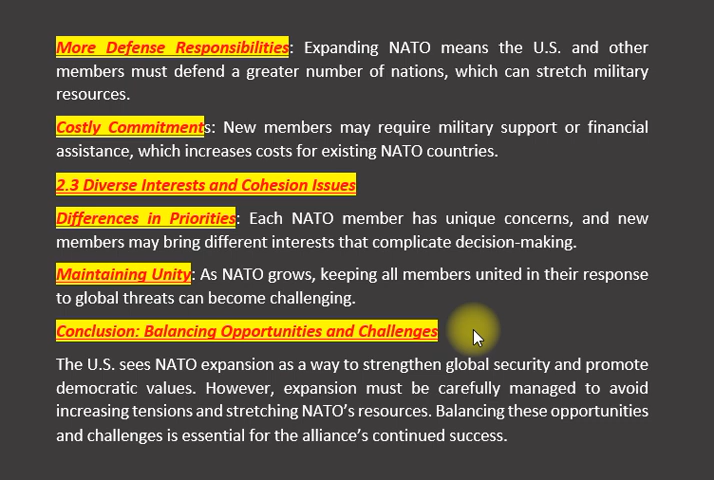 More Defense Responsibilities: Expanding NATO means the U.S. and other
members must defend a greater number of nations, which can stretch military
resources.
Costly Commitments: New members may require military support or financial
assistance, which increases costs for existing NATO countries.
2.3 Diverse Interests and Cohesion Issues
Differences in Priorities: Each NATO member has unique concerns, and new
members may bring different interests that complicate decision-making.
Maintaining Unity: As NATO grows, keeping all members united in their response
to global threats can become challenging.
Conclusion: Balancing Opportunities and Challenges
The U.S. sees NATO expansion as a way to strengthen global security and promote
democratic values. However, expansion must be carefully managed to avoid
increasing tensions and stretching NATO’s resources. Balancing these opportunities
and challenges is essential for the alliance’s continued success.